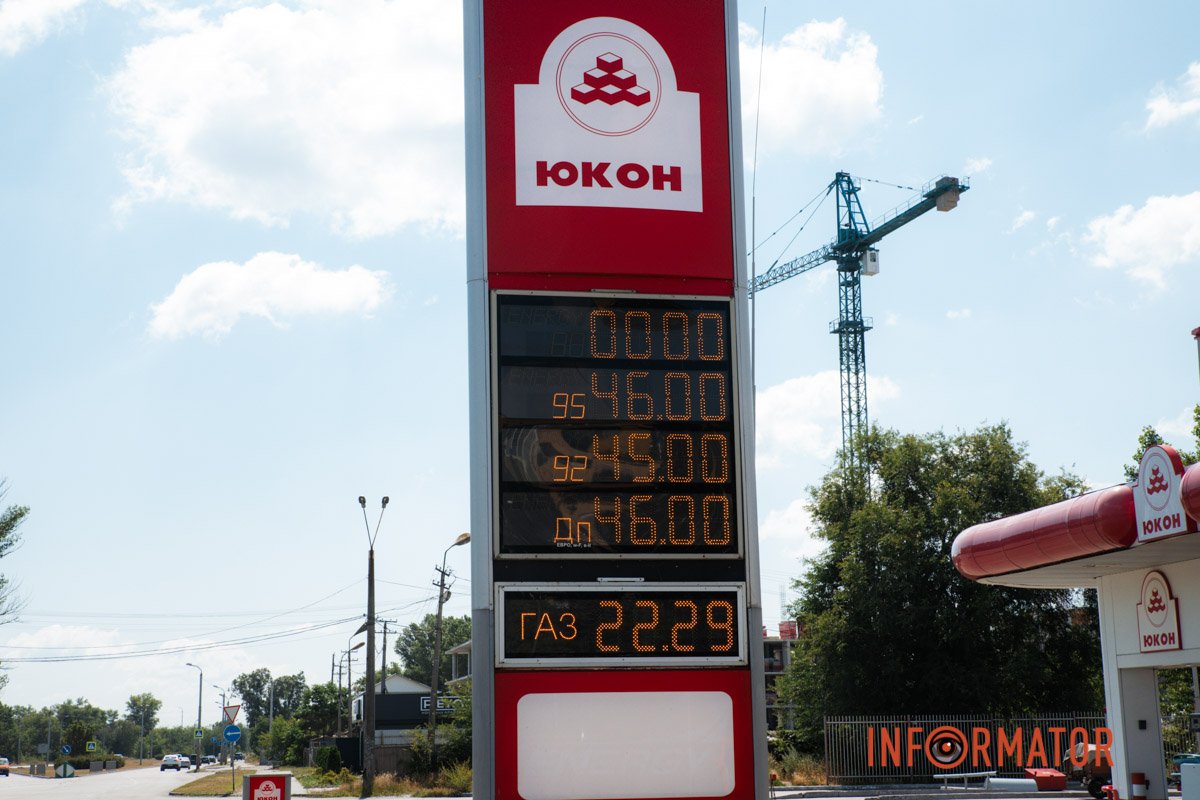 ЮКОН
00.00
95 46.00
92 45.00
ДП 46.00
ГАЗ 22.29
ЮКОН
ЮКОН
INFORMATOR